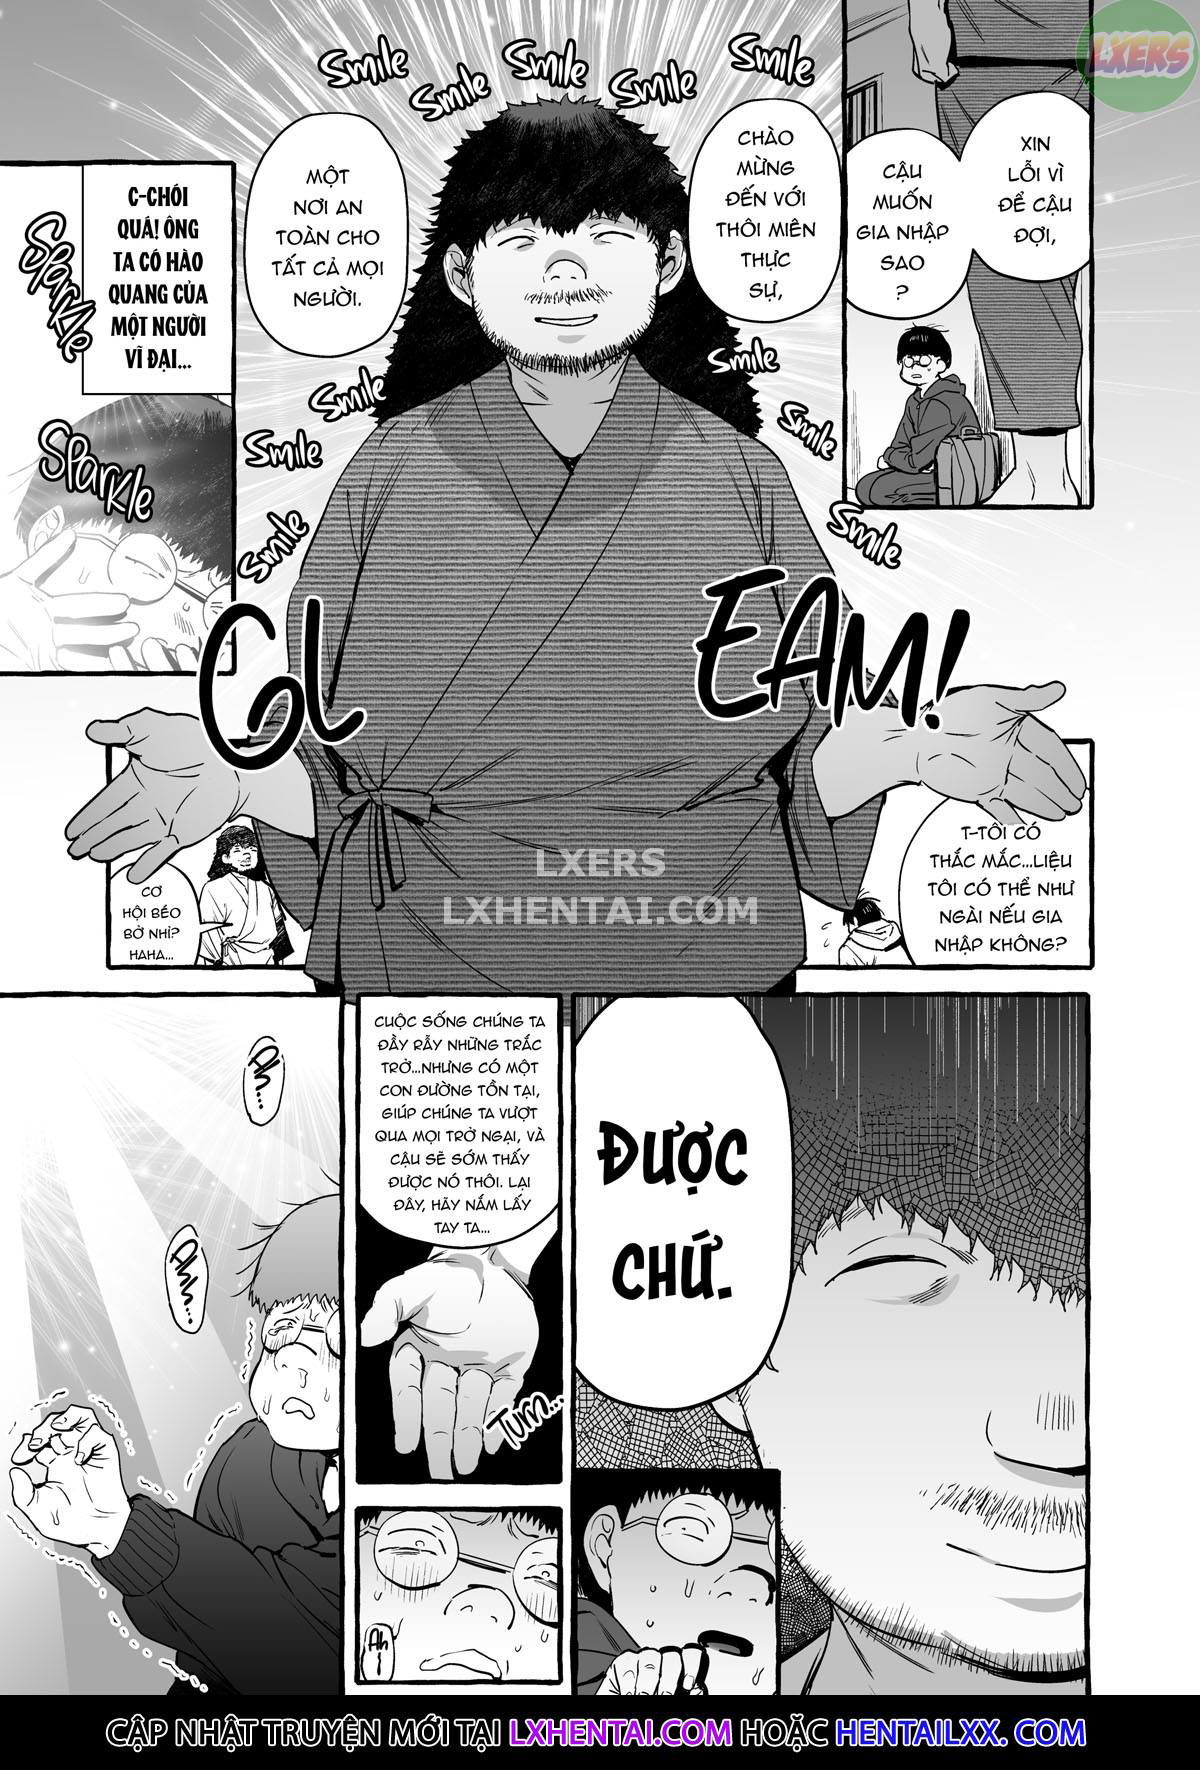 LXERS
XIN
LỖI VÌ
ĐỂ CẬU
ĐỢI,
CẬU
MUỐN
GIA NHẬP
SAO
?
Smile
Smile
Smile
Smile
Smile
CHÀO
MỪNG
ĐẾN VỚI
THÔI MIÊN
THỰC
SỰ,
MỘT
NƠI AN
TOÀN CHO
TẤT CẢ MỌI
NGƯỜI.
Smile
Smile
Smile
Smile
Smile
Smile
Smile
GL
EAM!
C-CHÓI
QUÁ! ÔNG
TA CÓ HÀO
QUANG CỦA
MỘT NGƯỜI
VĨ ĐẠI...
Sparkle
Sparkle
T-TÔI CÓ
THẮC MẮC...LIỆU
TÔI CÓ THỂ NHƯ
NGÀI NẾU GIA
NHẬP KHÔNG?
CƠ
HỘI BÉO
BỞ NHỈ?
HAHA...
LXERS
LXHENTAI.COM
ĐƯỢC
CHỨ.
CUỘC SỐNG CHÚNG TA
ĐẦY RẪY NHỮNG TRẮC
TRỞ...NHƯNG CÓ MỘT
CON ĐƯỜNG TỒN TẠI,
GIÚP CHÚNG TA VƯỢT
QUA MỌI TRỞ NGẠI, VÀ
CẬU SẼ SỚM THẤY
ĐƯỢC NÓ THÔI. LẠI
ĐÂY, HÃY NẮM LẤY
TAY TA...
Turn...
Ah
Ah...
Ahh...
CẬP NHẬT TRUYỆN MỚI TẠI LXHENTAI.COM HOẶC HENTAILXX. COM